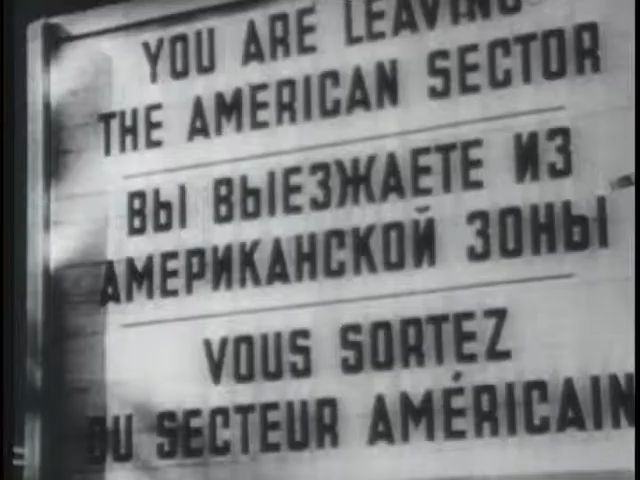 YOU ARE LEAVING
THE AMERICAN SECTOR
ВЫ ВЫЕЗЖАЕТЕ ИЗ
АМЕРИКАНСКОЙ ЗОНЫ
VOUS SORTEZ
DU SECTEUR AMÉRICAIN